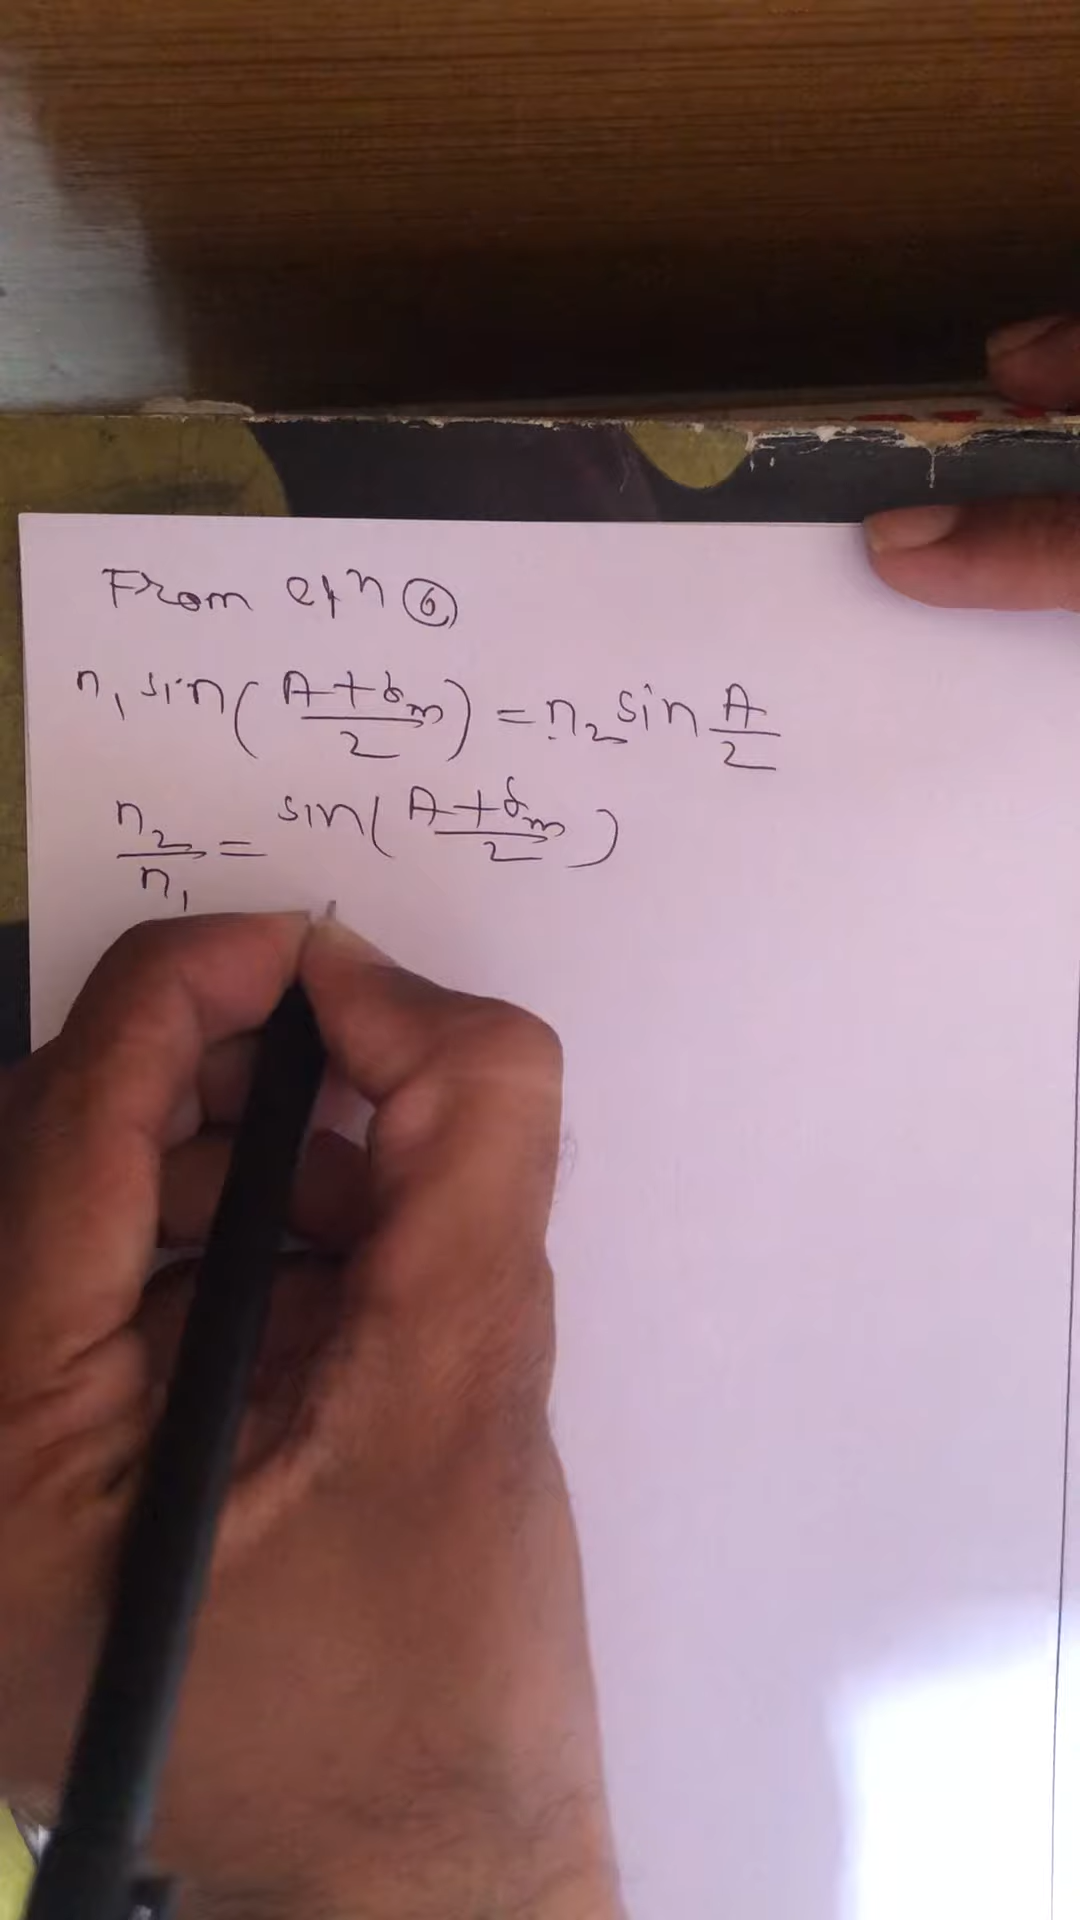 From eqn ⑥
n₁ sin(A+δm/2) = n₂ sin A/2
n₂/n₁ = sin(A+δm/2)